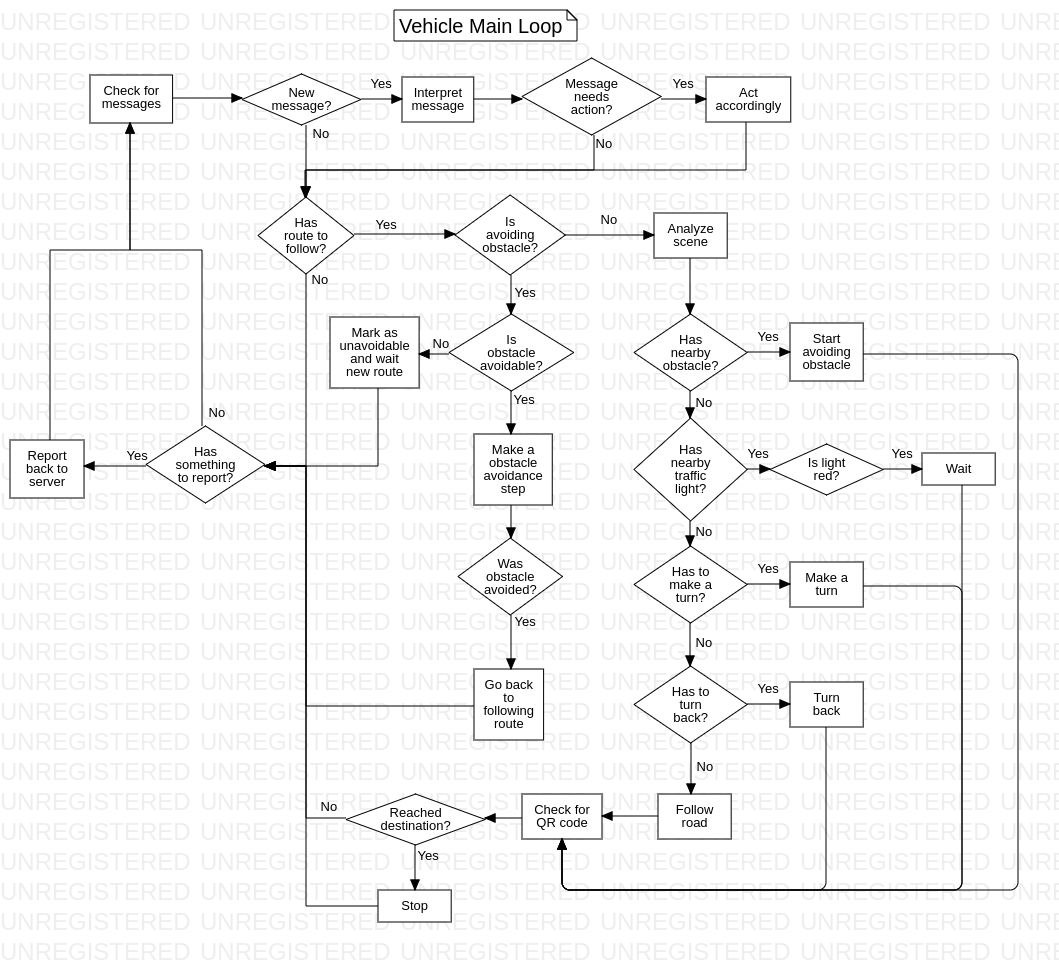 Vehicle Main Loop
Check for
messages
New
message?
Yes
Interpret
message
Message
needs
action?
Yes
Act
accordingly
No
No
Has
route to
follow?
Yes
Is
avoiding
obstacle?
No
Analyze
scene
No
Yes
Mark as
unavoidable
and wait
new route
No
Is
obstacle
avoidable?
Has
nearby
obstacle?
Yes
Start
avoiding
obstacle
Yes
No
No
Report
back to
server
Yes
Has
something
to report?
Make a
obstacle
avoidance
step
Has
nearby
traffic
light?
Yes
Is light
red?
Yes
Wait
No
Was
obstacle
avoided?
Has to
make a
turn?
Yes
Make a
turn
Yes
No
Go back
to
following
route
Has to
turn
back?
Yes
Turn
back
No
No
Reached
destination?
Check for
QR code
Follow
road
Yes
Stop
UNREGISTERED